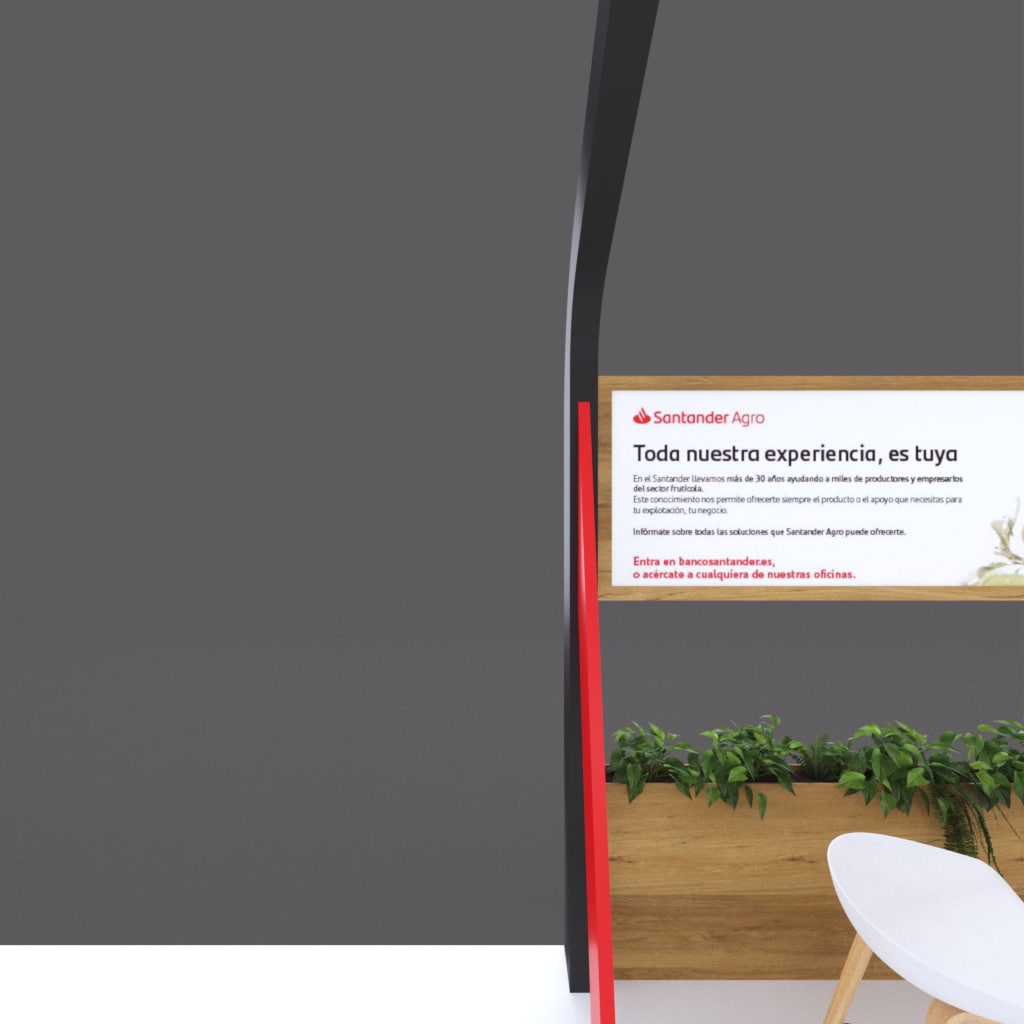 Santander Agro
Toda nuestra experiencia, es tuya
En el Santander llevamos más de 30 años ayudando a miles de productores y empresarios
del sector frutícola.
Este conocimiento nos permite ofrecerte siempre el producto o el apoyo que necesitas para
tu explotación, tu negocio.
Infórmate sobre todas las soluciones que Santander Agro puede ofrecerte.
Entra en bancosantander.es,
o acércate a cualquiera de nuestras oficinas.